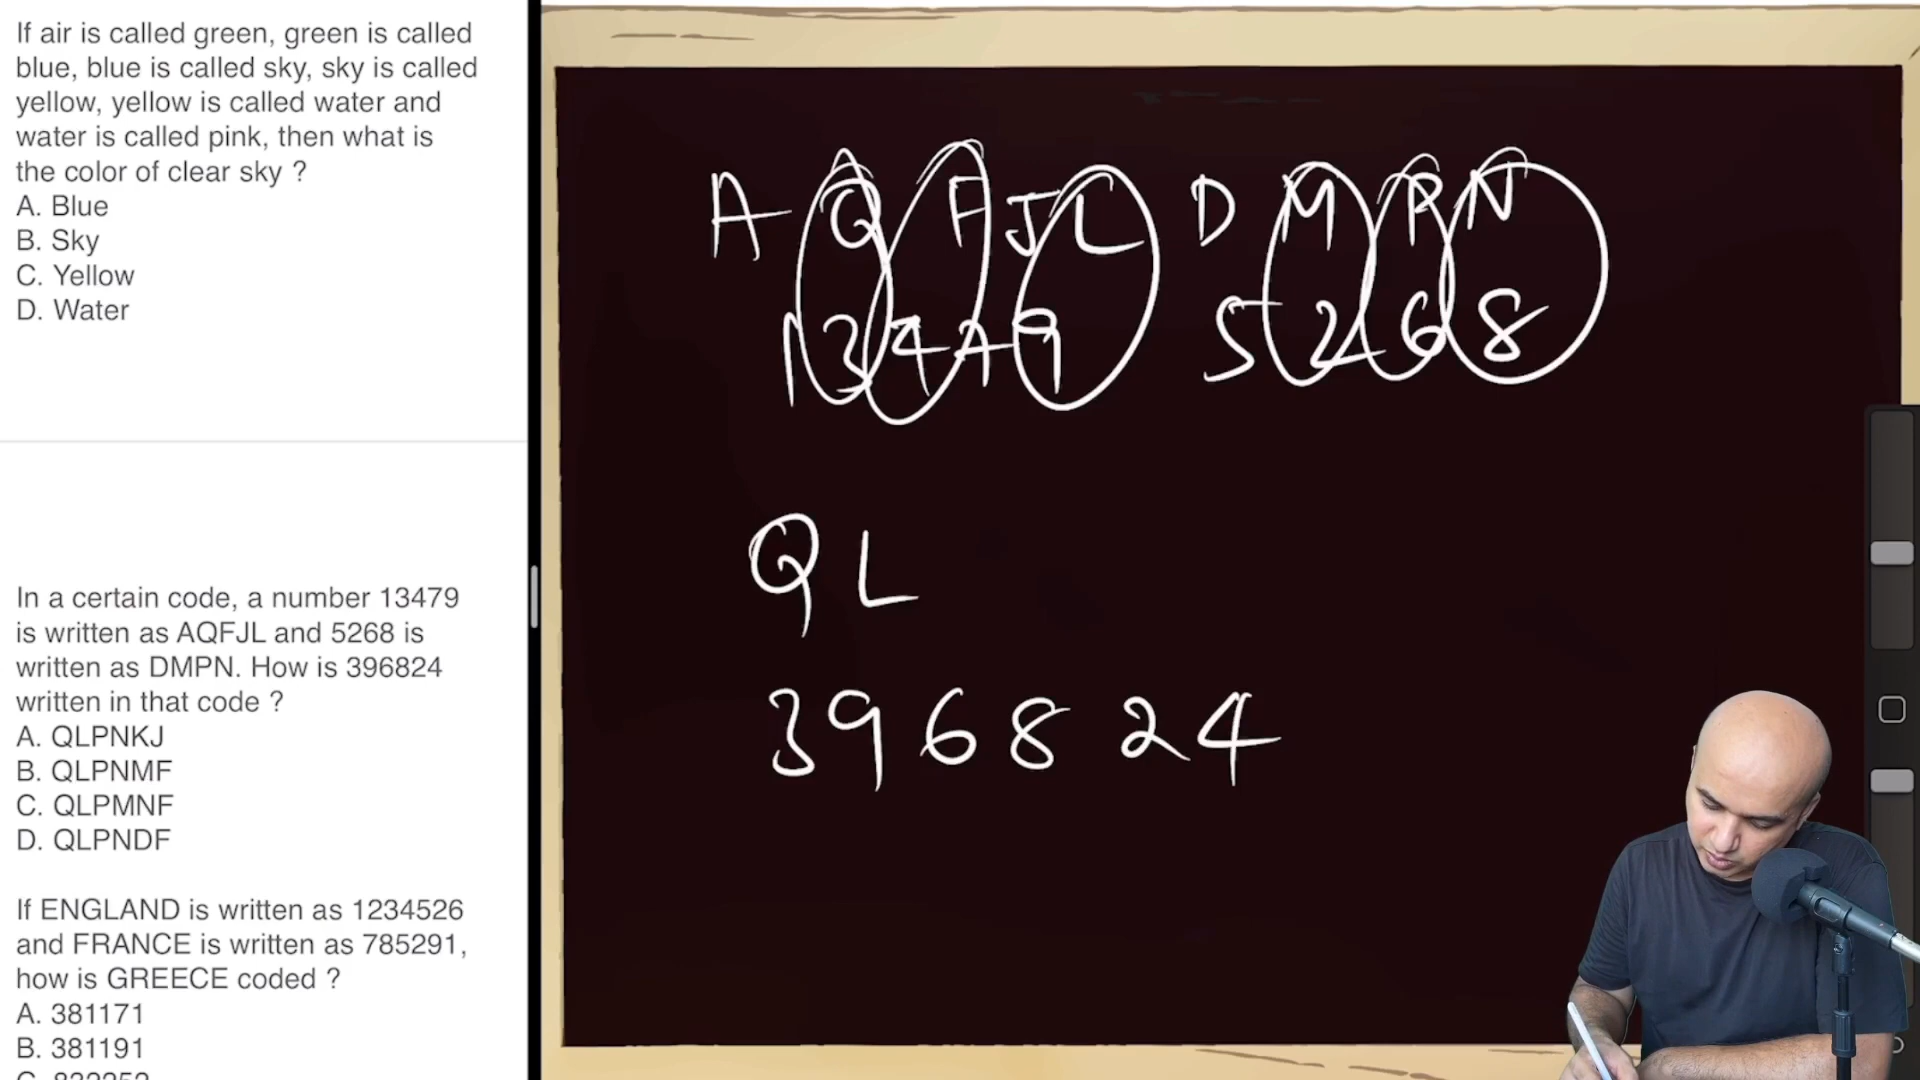 If air is called green, green is called
blue, blue is called sky, sky is called
yellow, yellow is called water and
water is called pink, then what is
the color of clear sky ?
A. Blue
B. Sky
C. Yellow
D. Water
In a certain code, a number 13479
is written as AQFJL and 5268 is
written as DMPN. How is 396824
written in that code ?
A. QLPNKJ
B. QLPNMF
C. QLPMNF
D. QLPNDF
If ENGLAND is written as 1234526
and FRANCE is written as 785291,
how is GREECE coded ?
A. 381171
B. 381191
A Q F J L D M P N
1 3 4 7 9 5 2 6 8
Q L
3 9 6 8 2 4